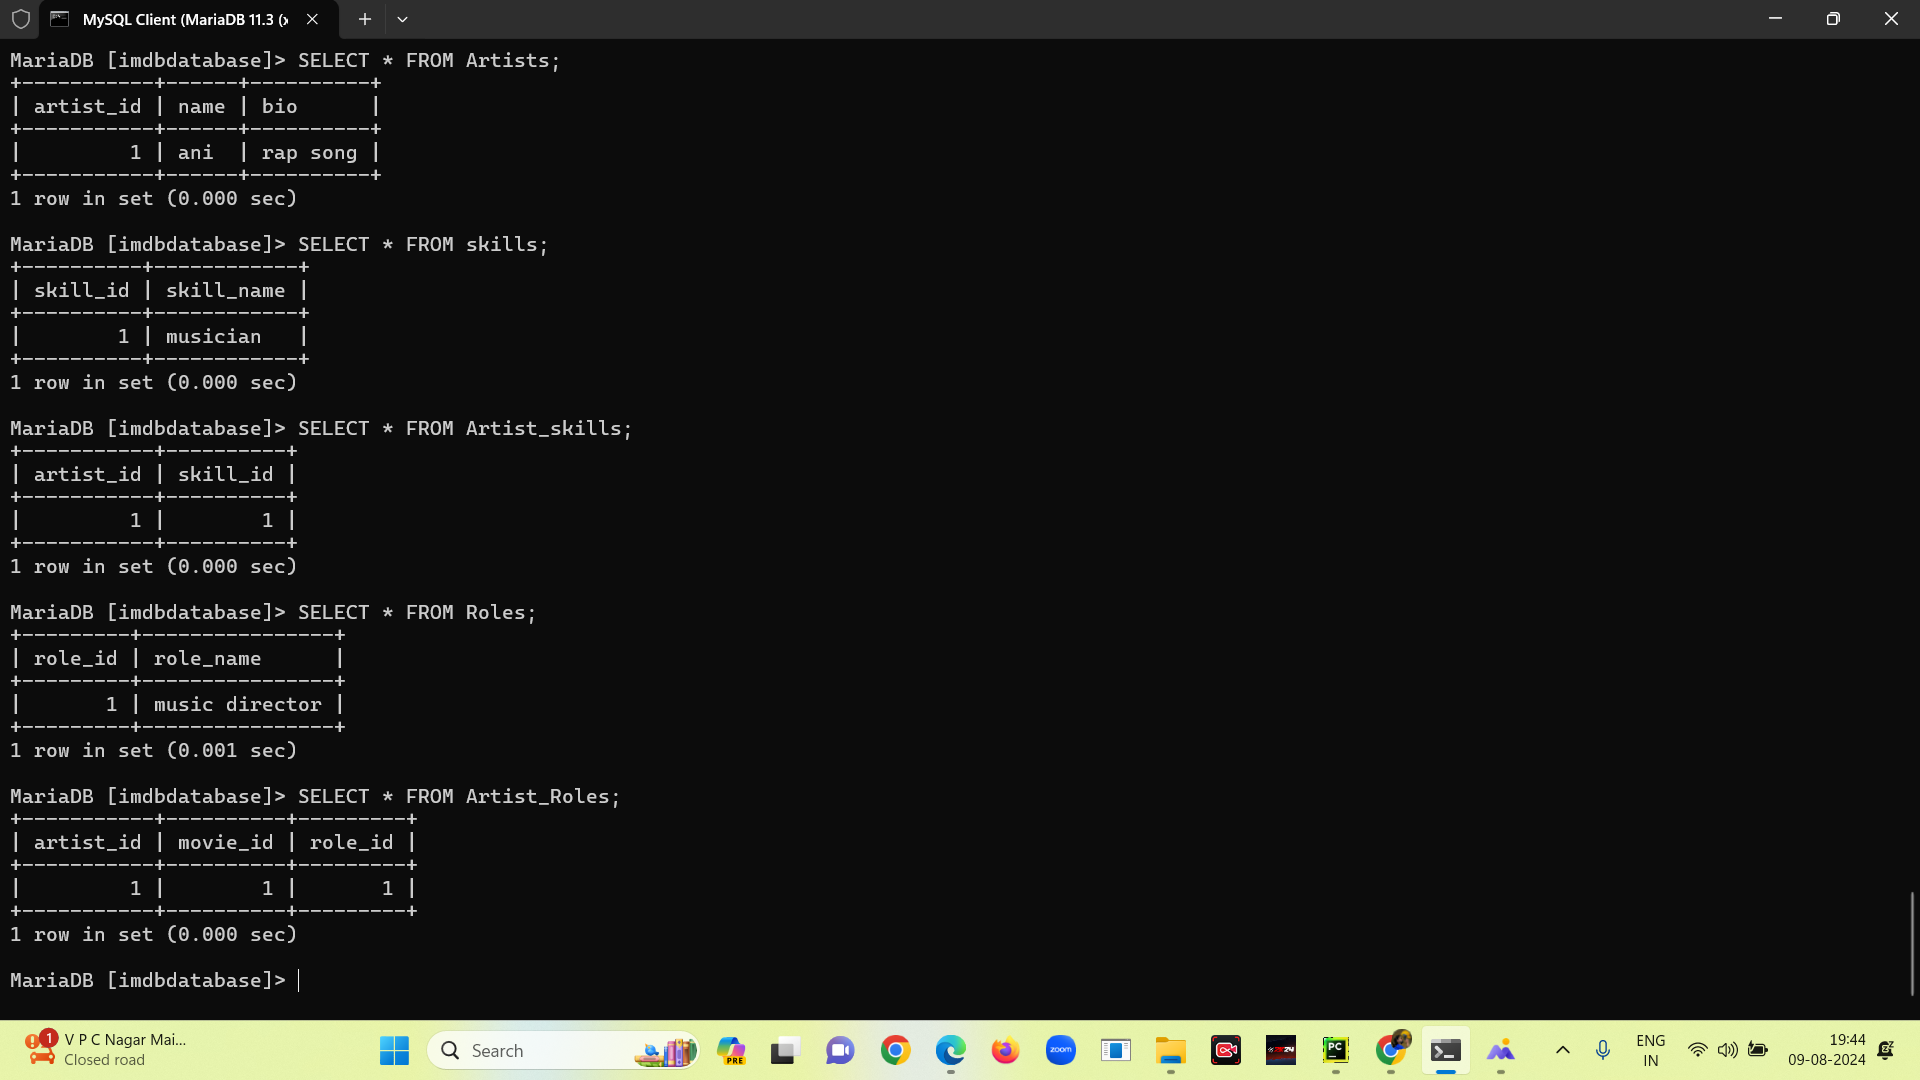 MySQL Client (MariaDB 11.3 (x
MariaDB [imdbdatabase]> SELECT * FROM Artists;
+-----------+------+----------+
| artist_id | name | bio      |
+-----------+------+----------+
|         1 | ani  | rap song |
+-----------+------+----------+
1 row in set (0.000 sec)
MariaDB [imdbdatabase]> SELECT * FROM skills;
+----------+------------+
| skill_id | skill_name |
+----------+------------+
|        1 | musician   |
+----------+------------+
1 row in set (0.000 sec)
MariaDB [imdbdatabase]> SELECT * FROM Artist_skills;
+-----------+----------+
| artist_id | skill_id |
+-----------+----------+
|         1 |        1 |
+-----------+----------+
1 row in set (0.000 sec)
MariaDB [imdbdatabase]> SELECT * FROM Roles;
+---------+----------------+
| role_id | role_name      |
+---------+----------------+
|       1 | music director |
+---------+----------------+
1 row in set (0.001 sec)
MariaDB [imdbdatabase]> SELECT * FROM Artist_Roles;
+-----------+----------+---------+
| artist_id | movie_id | role_id |
+-----------+----------+---------+
|         1 |        1 |       1 |
+-----------+----------+---------+
1 row in set (0.000 sec)
MariaDB [imdbdatabase]>
1
V P C Nagar Mai...
Closed road
Search
PRE
zoom
PC
ENG
IN
19:44
09-08-2024